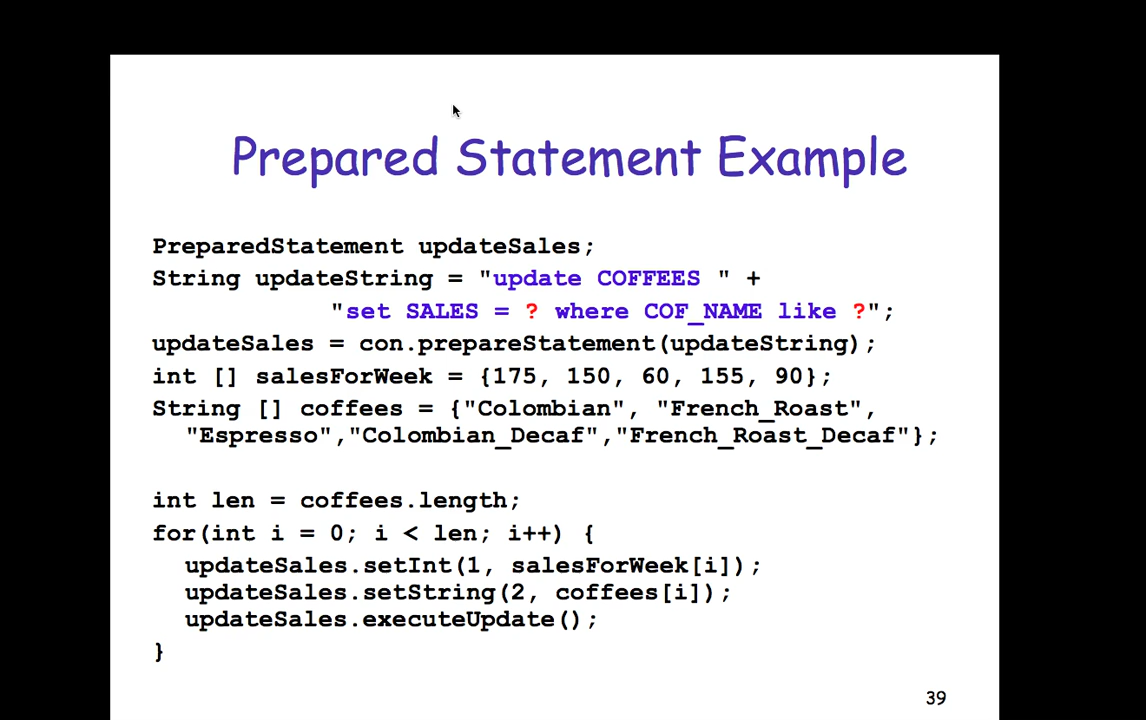 Prepared Statement Example
PreparedStatement updateSales;
String updateString = "update COFFEES " +
"set SALES = ? where COF_NAME like ?";
updateSales = con.prepareStatement(updateString);
int [] salesForWeek = {175, 150, 60, 155, 90};
String [] coffees = {"Colombian", "French_Roast",
"Espresso","Colombian_Decaf","French_Roast_Decaf"};
int len = coffees.length;
for(int i = 0; i < len; i++) {
updateSales.setInt(1, salesForWeek[i]);
updateSales.setString(2, coffees[i]);
updateSales.executeUpdate();
}
39